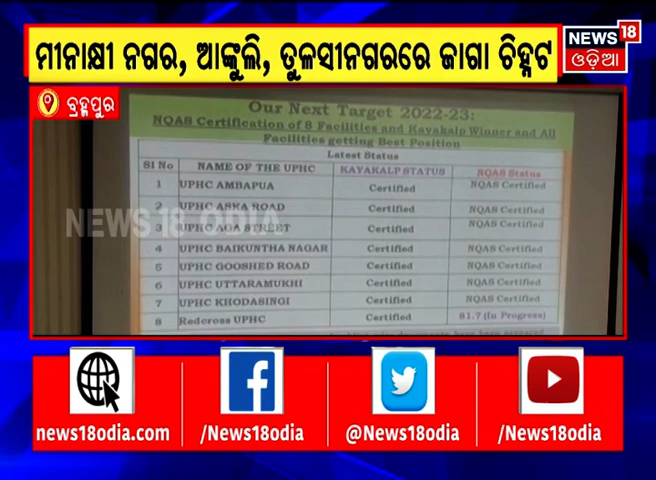 ମୀନାକ୍ଷୀ ନଗର, ଆଙ୍କୁଲି, ତୁଳସୀନଗରରେ ଜାଗା ଚିହ୍ନଟ
NEWS 18
ଓଡ଼ିଆ
ବ୍ରହ୍ମପୁର
Our Next Target 2022-23:
NQAS Certification of 8 Facilities and Kayakalp Winner and All
Facilities getting Best Position
Latest Status
Sl No NAME OF THE UPHC KAYAKALP STATUS NQAS Status
1 UPHC AMBAPUA Certified NQAS Certified
2 UPHC ASKA ROAD Certified NQAS Certified
3 UPHC AGA STREET Certified NQAS Certified
4 UPHC BAIKUNTHA NAGAR Certified NQAS Certified
5 UPHC GOOSHED ROAD Certified NQAS Certified
6 UPHC UTTARAMUKHI Certified NQAS Certified
7 UPHC KHODASINGI Certified NQAS Certified
8 Redcross UPHC Certified 81.7 (In Progress)
NEWS 18 ODIA
news18odia.com
/News18odia
@News18odia
/News18odia